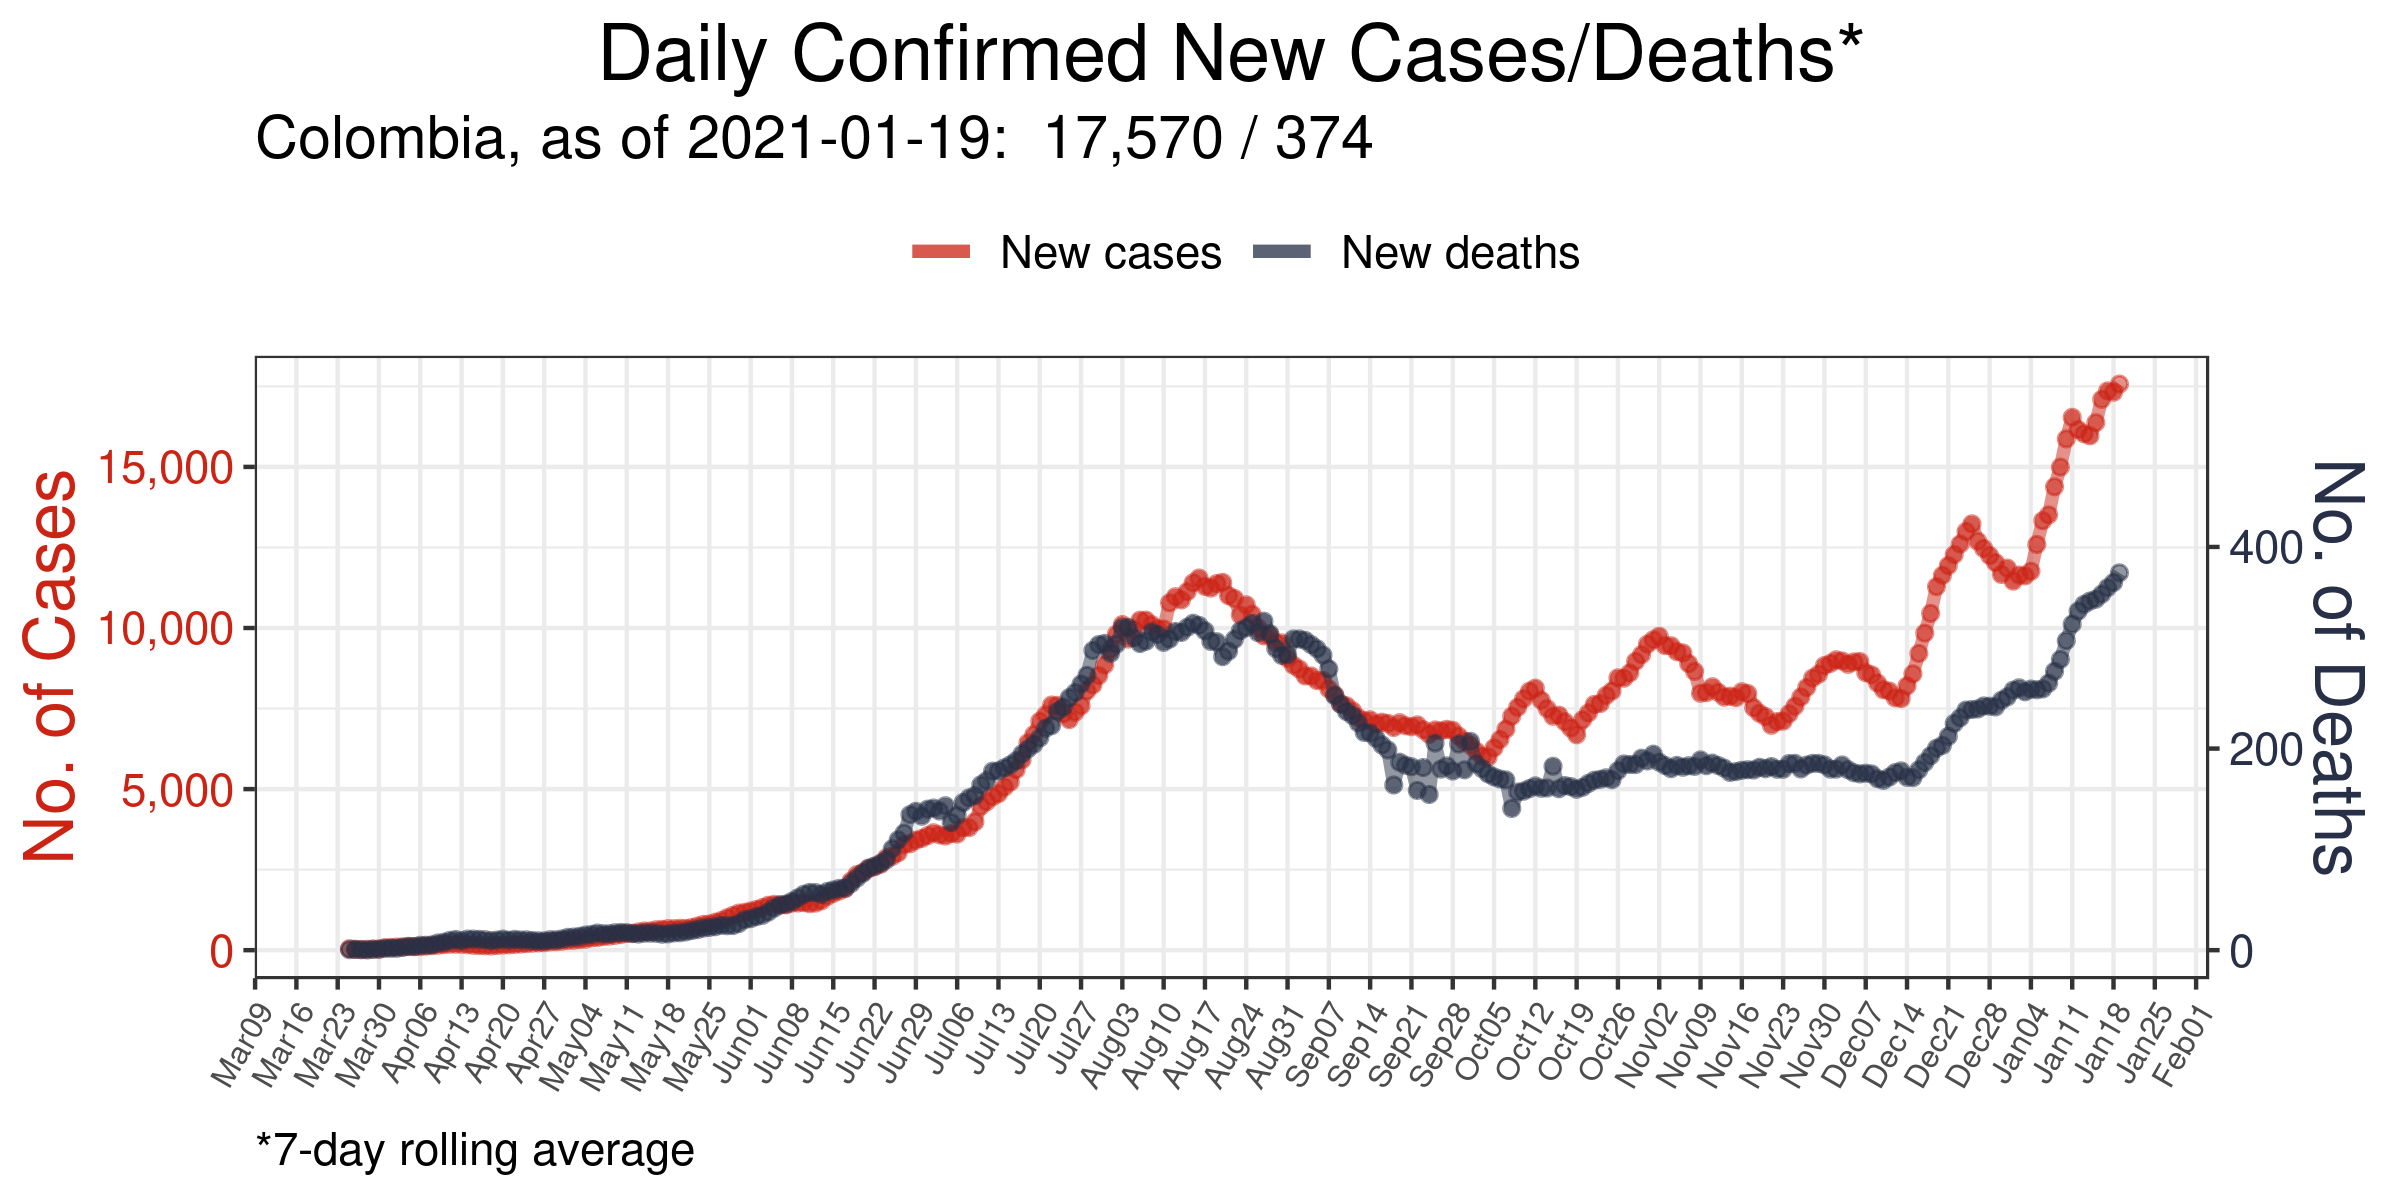 Daily Confirmed New Cases/Deaths*
Colombia, as of 2021-01-19:  17,570 / 374
New cases
New deaths
No. of Cases
15,000
10,000
5,000
0
No. of Deaths
400
200
0
Mar09
Mar16
Mar23
Mar30
Apr06
Apr13
Apr20
Apr27
May04
May11
May18
May25
Jun01
Jun08
Jun15
Jun22
Jun29
Jul06
Jul13
Jul20
Jul27
Aug03
Aug10
Aug17
Aug24
Aug31
Sep07
Sep14
Sep21
Sep28
Oct05
Oct12
Oct19
Oct26
Nov02
Nov09
Nov16
Nov23
Nov30
Dec07
Dec14
Dec21
Dec28
Jan04
Jan11
Jan18
Jan25
Feb01
*7-day rolling average